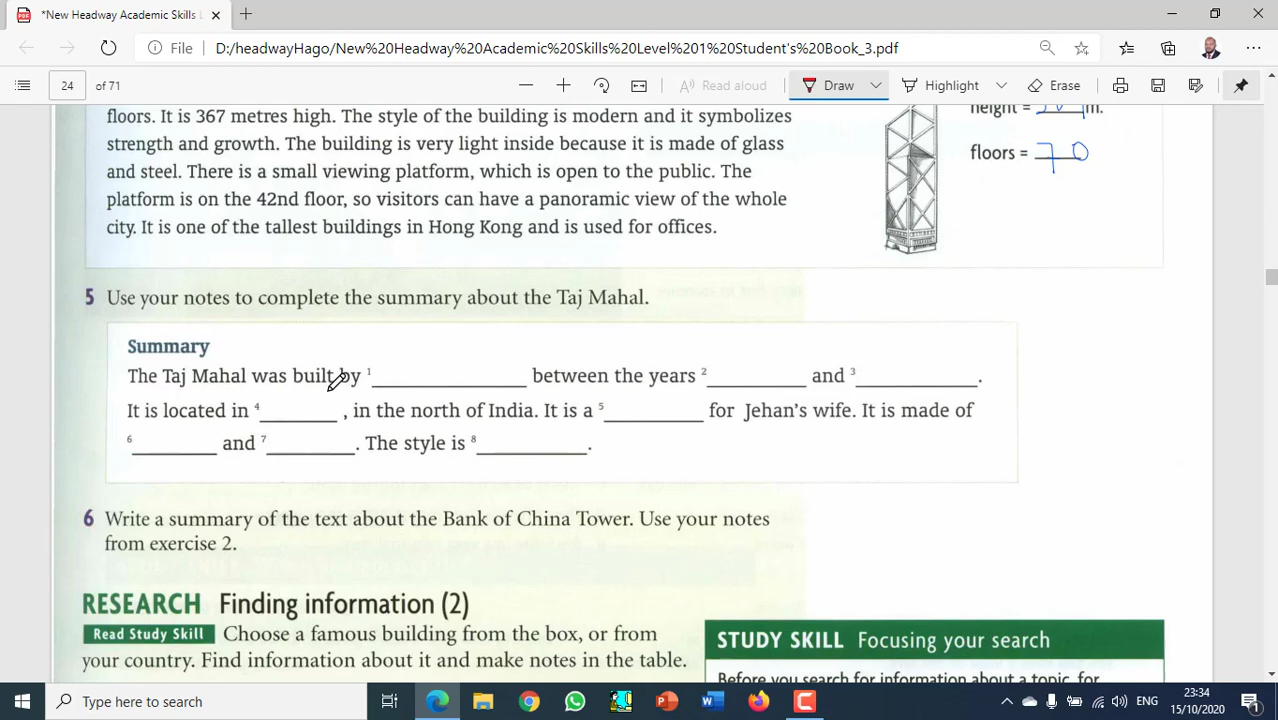 *New Headway Academic Skills L
File
D:/headwayHago/New%20Headway%20Academic%20Skills%20Level%201%20Student's%20Book_3.pdf
24 of 71
Read aloud
Draw
Highlight
Erase
floors. It is 367 metres high. The style of the building is modern and it symbolizes
strength and growth. The building is very light inside because it is made of glass
and steel. There is a small viewing platform, which is open to the public. The
platform is on the 42nd floor, so visitors can have a panoramic view of the whole
city. It is one of the tallest buildings in Hong Kong and is used for offices.
height = m.
floors = 70
5 Use your notes to complete the summary about the Taj Mahal.
Summary
The Taj Mahal was built by 1 ______ between the years 2 ______ and 3 ______.
It is located in 4 ______, in the north of India. It is a 5 ______ for Jehan's wife. It is made of
6 ______ and 7 ______. The style is 8 ______.
6 Write a summary of the text about the Bank of China Tower. Use your notes
from exercise 2.
RESEARCH Finding information (2)
Read Study Skill Choose a famous building from the box, or from
your country. Find information about it and make notes in the table.
STUDY SKILL Focusing your search
Before you search for information about a topic, for
Type here to search
ENG
23:34
15/10/2020